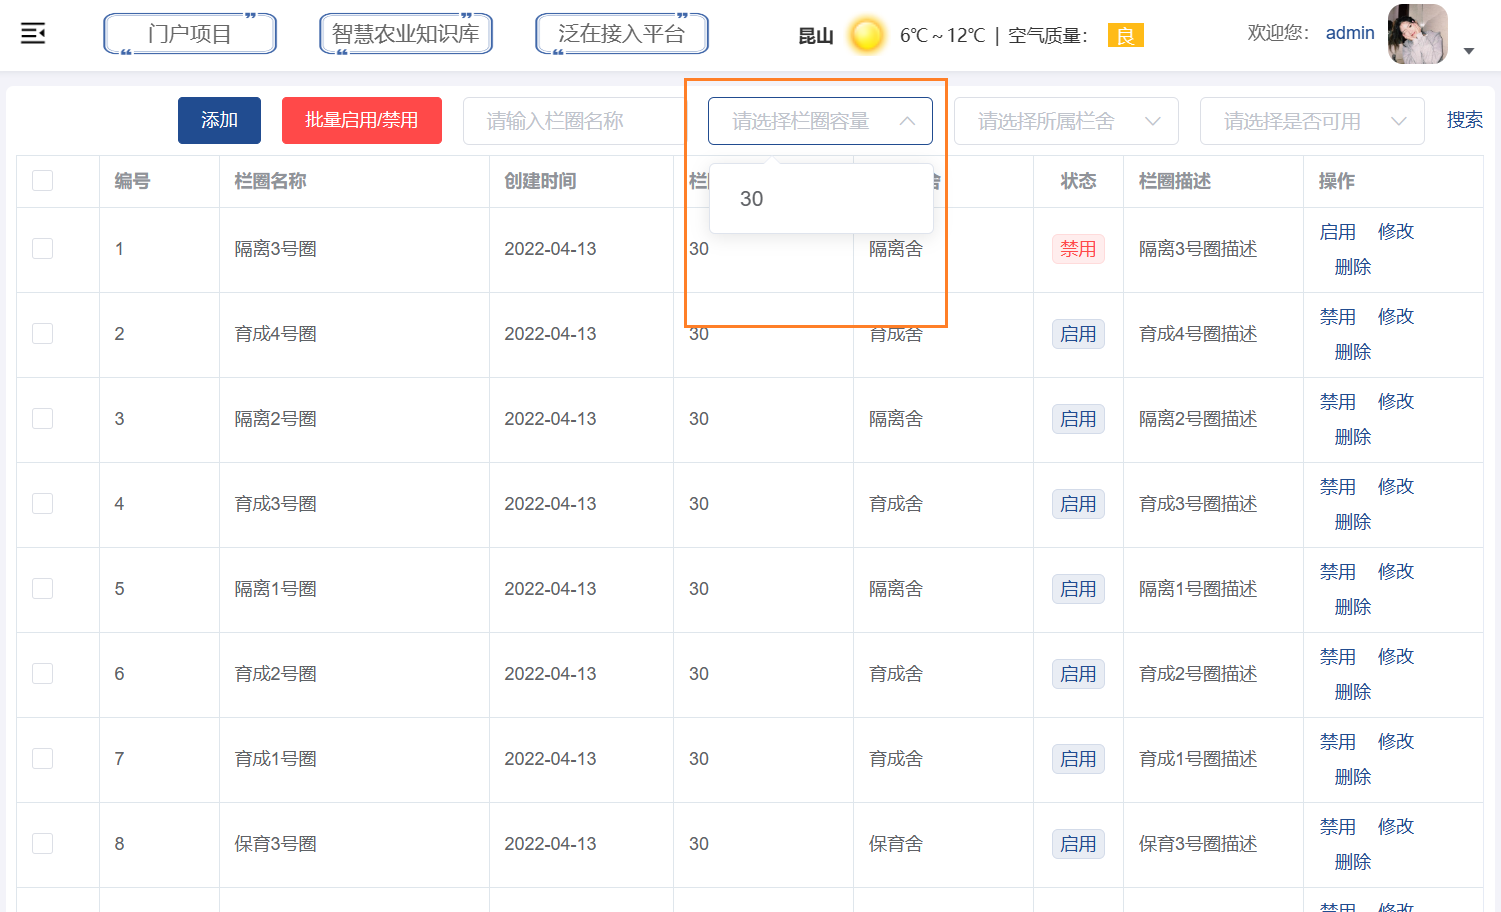 门户项目 智慧农业知识库 泛在接入平台 昆山 6℃ ~ 12℃ | 空气质量: 良 欢迎您: admin
添加 批量启用/禁用 请输入栏圈名称 请选择栏圈容量 请选择所属栏舍 请选择是否可用 搜索
编号 栏圈名称 创建时间 栏 舍 状态 栏圈描述 操作
30
1 隔离3号圈 2022-04-13 30 隔离舍 禁用 隔离3号圈描述 启用 修改
删除
2 育成4号圈 2022-04-13 30 育成舍 启用 育成4号圈描述 禁用 修改
删除
3 隔离2号圈 2022-04-13 30 隔离舍 启用 隔离2号圈描述 禁用 修改
删除
4 育成3号圈 2022-04-13 30 育成舍 启用 育成3号圈描述 禁用 修改
删除
5 隔离1号圈 2022-04-13 30 隔离舍 启用 隔离1号圈描述 禁用 修改
删除
6 育成2号圈 2022-04-13 30 育成舍 启用 育成2号圈描述 禁用 修改
删除
7 育成1号圈 2022-04-13 30 育成舍 启用 育成1号圈描述 禁用 修改
删除
8 保育3号圈 2022-04-13 30 保育舍 启用 保育3号圈描述 禁用 修改
删除
禁用 修改